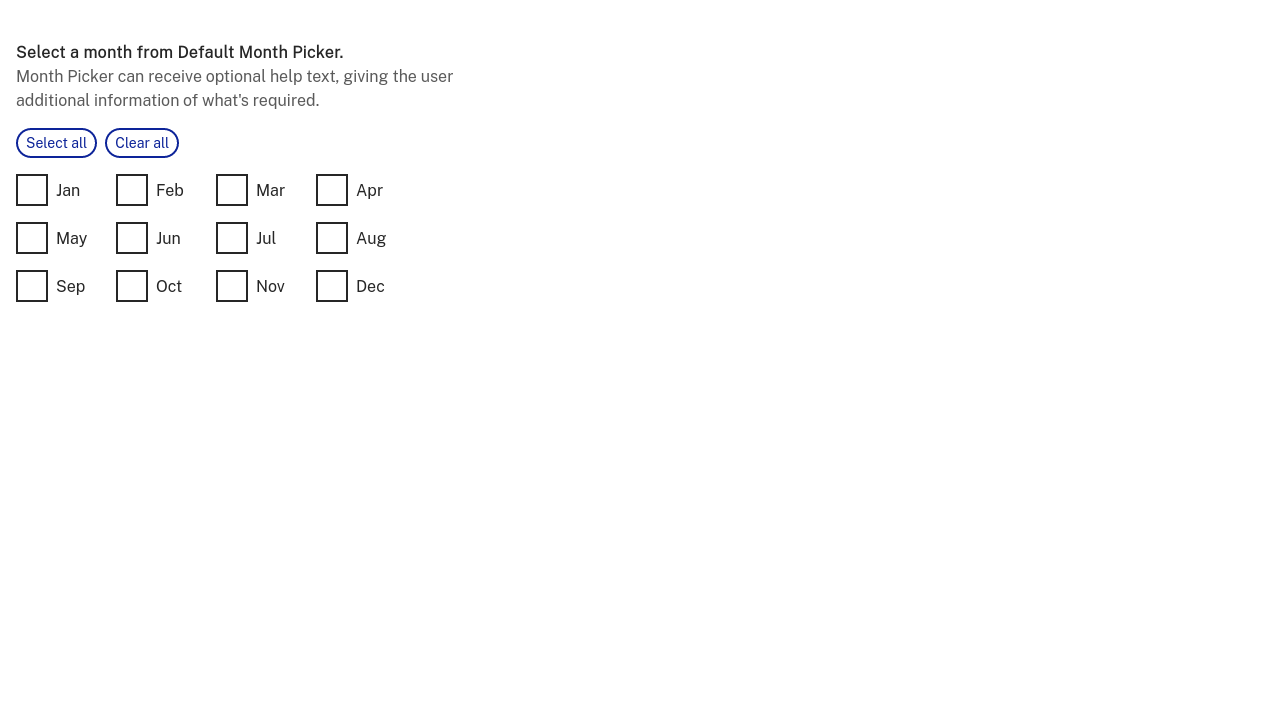 Select a month from Default Month Picker.
Month Picker can receive optional help text, giving the user
additional information of what's required.
Select all Clear all
Jan Feb Mar Apr
May Jun Jul Aug
Sep Oct Nov Dec